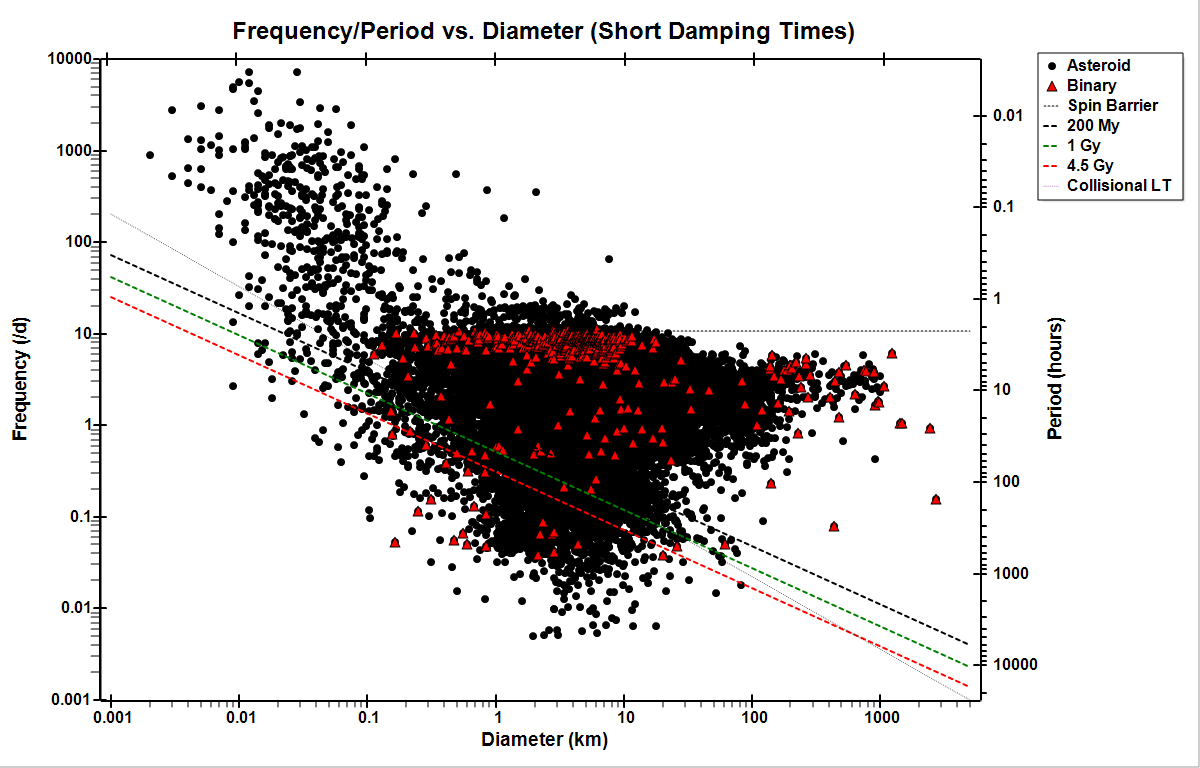 Frequency/Period vs. Diameter (Short Damping Times)
Asteroid
Binary
Spin Barrier
200 My
1 Gy
4.5 Gy
Collisional LT
Frequency (/d)
10000
1000
100
10
1
0.1
0.01
0.001
Period (hours)
0.01
0.1
1
10
100
1000
10000
0.001
0.01
0.1
1
10
100
1000
Diameter (km)